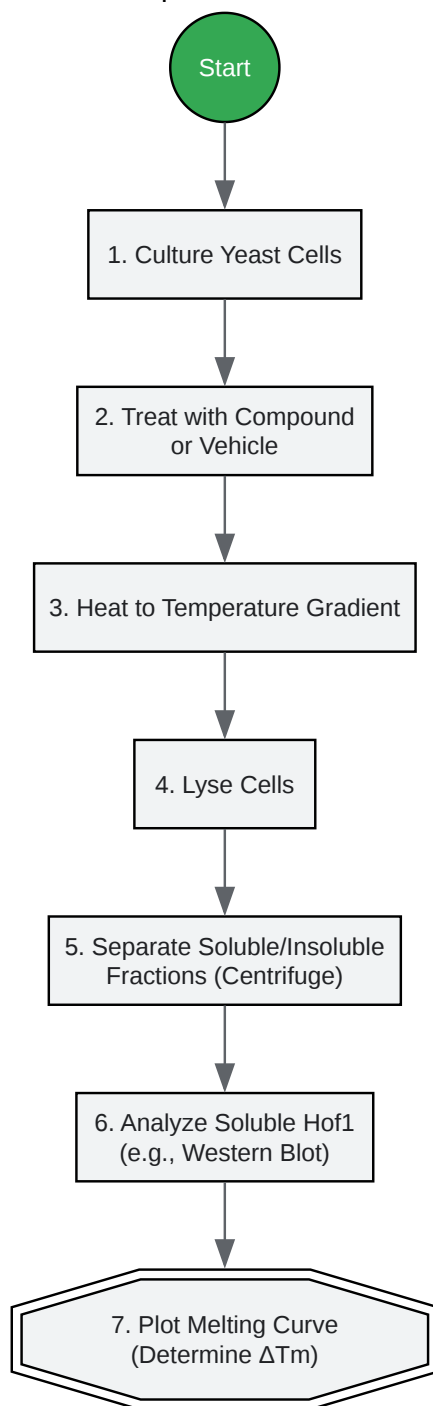 Start
1. Culture Yeast Cells
2. Treat with Compound
or Vehicle
3. Heat to Temperature Gradient
4. Lyse Cells
5. Separate Soluble/Insoluble
Fractions (Centrifuge)
6. Analyze Soluble Hof1
(e.g., Western Blot)
7. Plot Melting Curve
(Determine ΔTm)